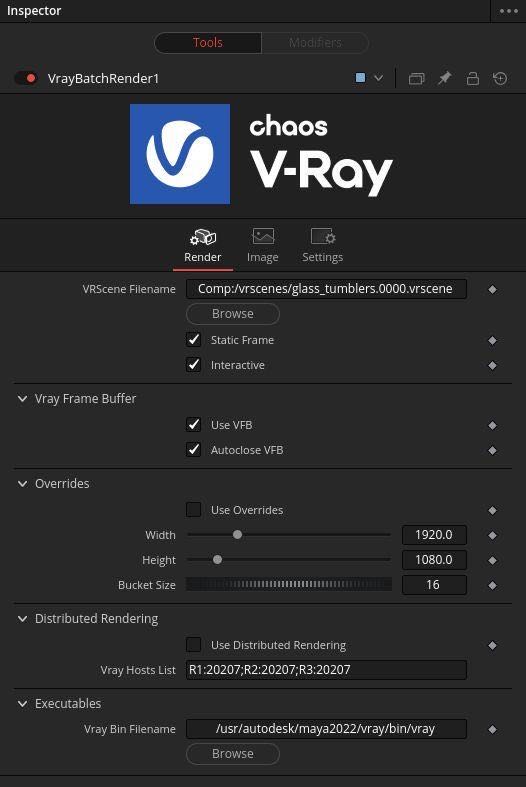 Inspector
Tools Modifiers
VrayBatchRender1
chaos
V-Ray
Render Image Settings
VRScene Filename Comp:/vrscenes/glass_tumblers.0000.vrscene
Browse
Static Frame
Interactive
Vray Frame Buffer
Use VFB
Autoclose VFB
Overrides
Use Overrides
Width 1920.0
Height 1080.0
Bucket Size 16
Distributed Rendering
Use Distributed Rendering
Vray Hosts List R1:20207;R2:20207;R3:20207
Executables
Vray Bin Filename /usr/autodesk/maya2022/vray/bin/vray
Browse